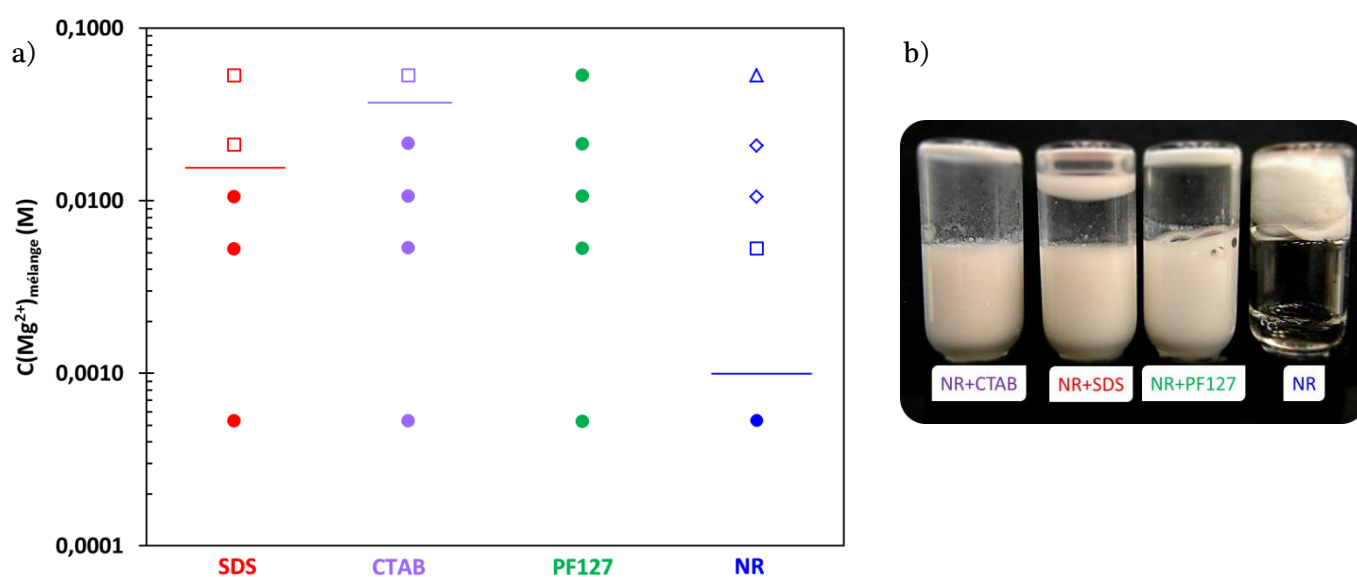 a)
b)
C(Mg²⁺)mélange (M)
0,1000
0,0100
0,0010
0,0001
SDS CTAB PF127 NR
NR+CTAB NR+SDS NR+PF127 NR